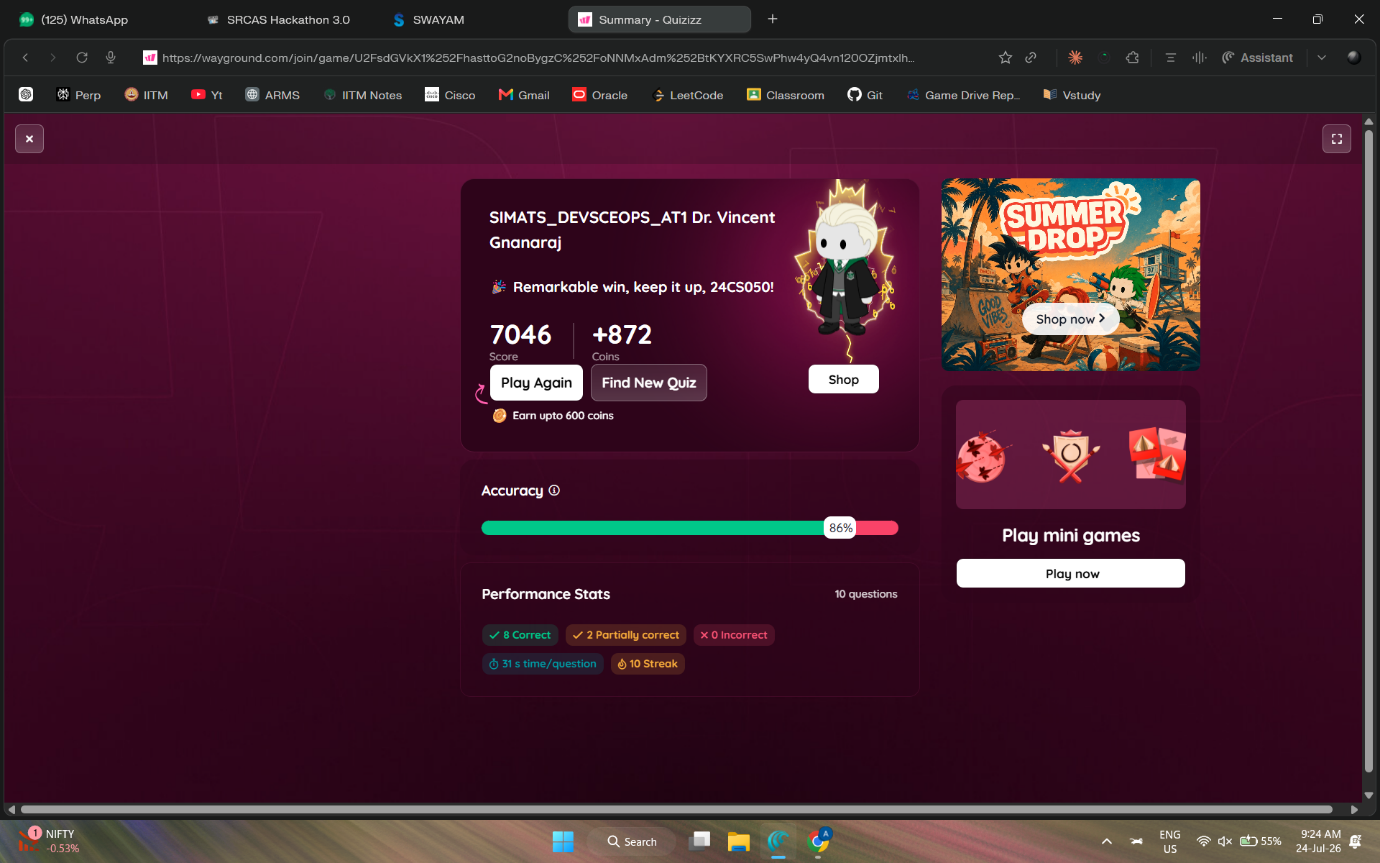 (125) WhatsApp
SRCAS Hackathon 3.0
SWAYAM
Summary - Quizizz
https://wayground.com/join/game/U2FsdGVkX1%252FhasttoG2noBygzC%252FoNNMxAdm%252BtKYXRC5SwPhw4yQ4vn120OZjmtxlh...
Assistant
Perp
IITM
Yt
ARMS
IITM Notes
Cisco
Gmail
Oracle
LeetCode
Classroom
Git
Game Drive Rep...
Vstudy
SIMATS_DEVSCEOPS_AT1 Dr. Vincent
Gnanaraj
Remarkable win, keep it up, 24CS050!
7046
Score
+872
Coins
Play Again
Find New Quiz
Earn upto 600 coins
Shop
SUMMER
DROP
GOOD
VIBES
Shop now
Accuracy
86%
Performance Stats
10 questions
8 Correct
2 Partially correct
0 Incorrect
31 s time/question
10 Streak
Play mini games
Play now
1
NIFTY
-0.53%
Search
A
ENG
US
55%
9:24 AM
24-Jul-26